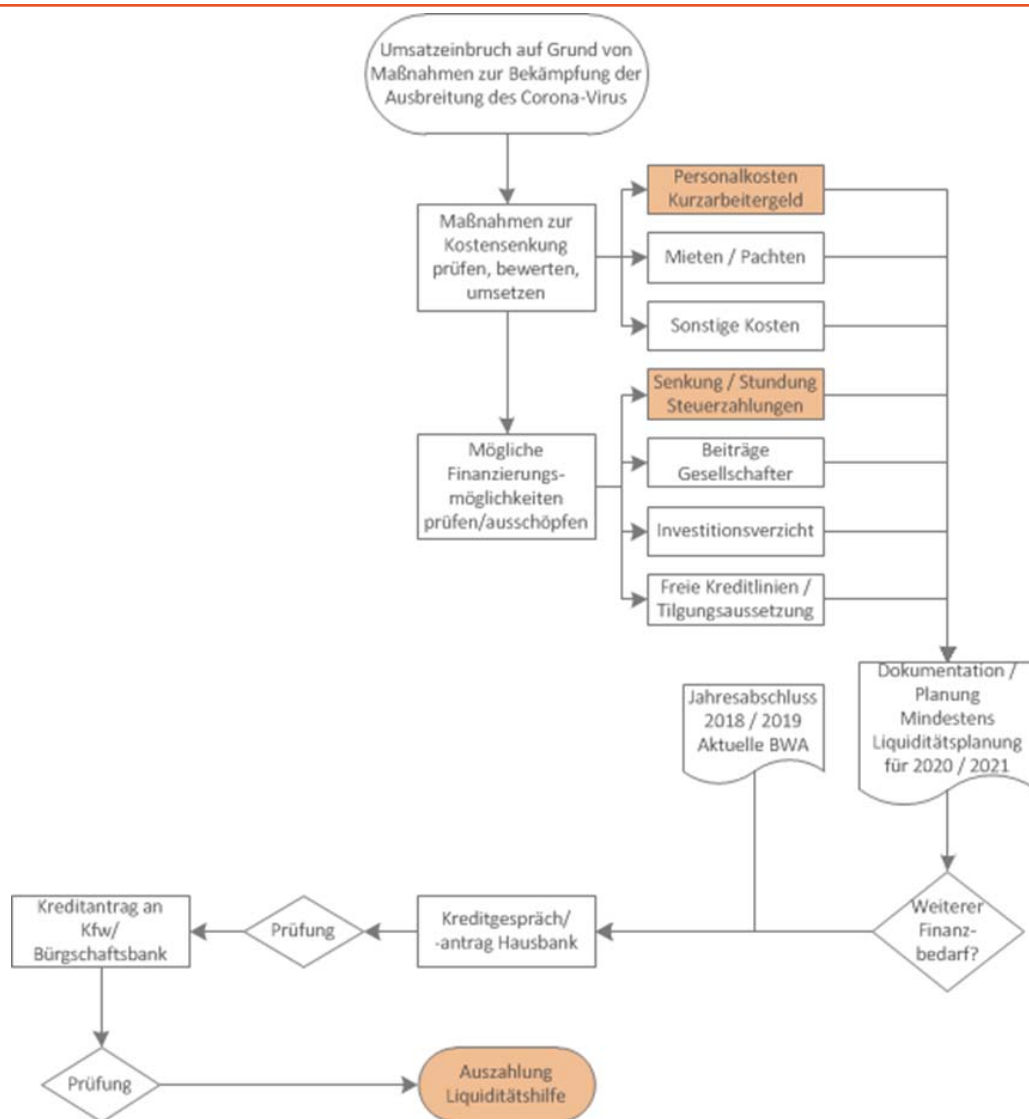 Umsatzeinbruch auf Grund von
Maßnahmen zur Bekämpfung der
Ausbreitung des Corona-Virus
Maßnahmen zur
Kostensenkung
prüfen, bewerten,
umsetzen
Personalkosten
Kurzarbeitergeld
Mieten / Pachten
Sonstige Kosten
Mögliche
Finanzierungs-
möglichkeiten
prüfen/ausschöpfen
Senkung / Stundung
Steuerzahlungen
Beiträge
Gesellschafter
Investitionsverzicht
Freie Kreditlinien /
Tilgungsaussetzung
Jahresabschluss
2018 / 2019
Aktuelle BWA
Dokumentation /
Planung
Mindestens
Liquiditätsplanung
für 2020 / 2021
Weiterer
Finanz-
bedarf?
Kreditgespräch/
-antrag Hausbank
Prüfung
Kreditantrag an
Kfw/
Bürgschaftsbank
Prüfung
Auszahlung
Liquiditätshilfe